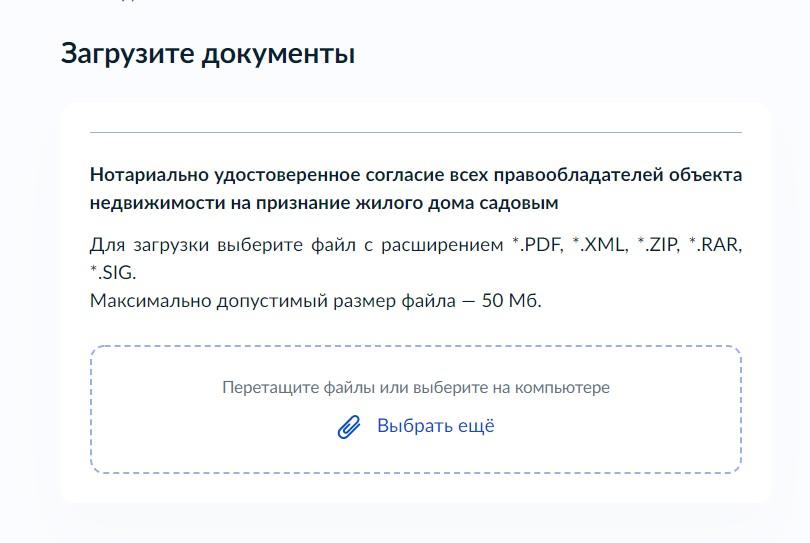 Загрузите документы
Нотариально удостоверенное согласие всех правообладателей объекта
недвижимости на признание жилого дома садовым
Для загрузки выберите файл с расширением *.PDF, *.XML, *.ZIP, *.RAR,
*.SIG.
Максимально допустимый размер файла — 50 Мб.
Перетащите файлы или выберите на компьютере
Выбрать ещё